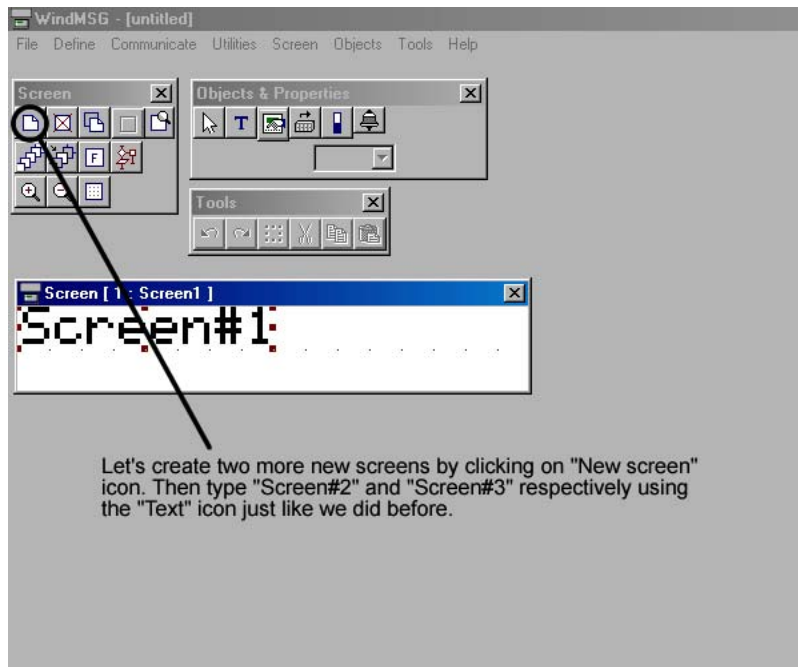 WindMSG - [untitled]
File Define Communicate Utilities Screen Objects Tools Help
Screen
Objects & Properties
T
F
Tools
Screen [ 1 : Screen1 ]
Screen#1
Let's create two more new screens by clicking on "New screen"
icon. Then type "Screen#2" and "Screen#3" respectively using
the "Text" icon just like we did before.